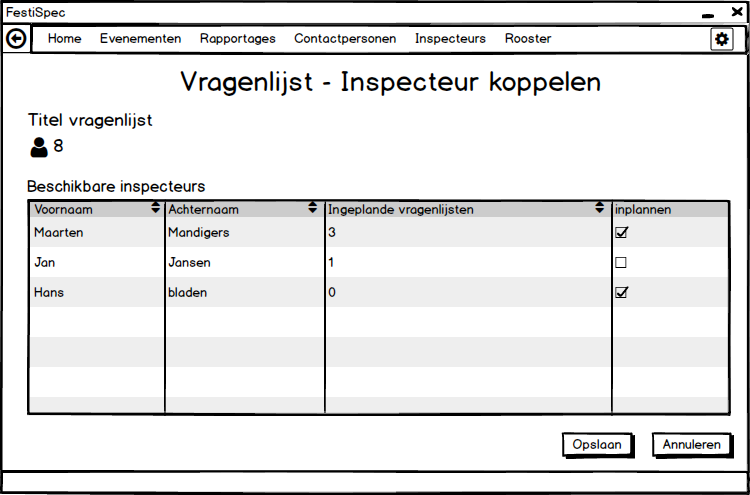 FestiSpec
Home Evenementen Rapportages Contactpersonen Inspecteurs Rooster
Vragenlijst - Inspecteur koppelen
Titel vragenlijst
8
Beschikbare inspecteurs
Voornaam Achternaam Ingeplande vragenlijsten inplannen
Maarten Mandigers 3
Jan Jansen 1
Hans bladen 0
Opslaan Annuleren